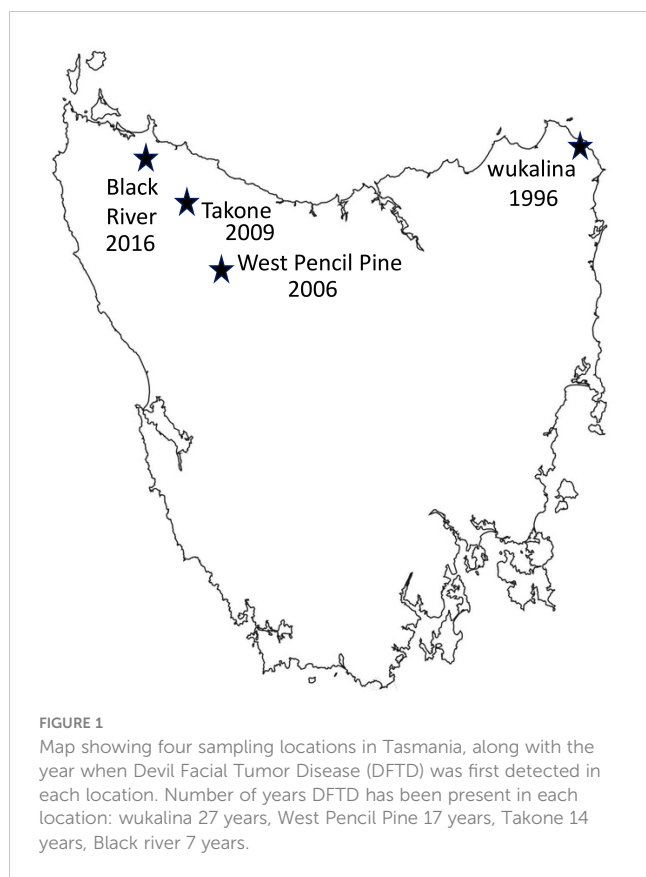 wukalina
1996
Black
River
2016
Takone
2009
West Pencil Pine
2006
FIGURE 1
Map showing four sampling locations in Tasmania, along with the
year when Devil Facial Tumor Disease (DFTD) was first detected in
each location. Number of years DFTD has been present in each
location: wukalina 27 years, West Pencil Pine 17 years, Takone 14
years, Black river 7 years.